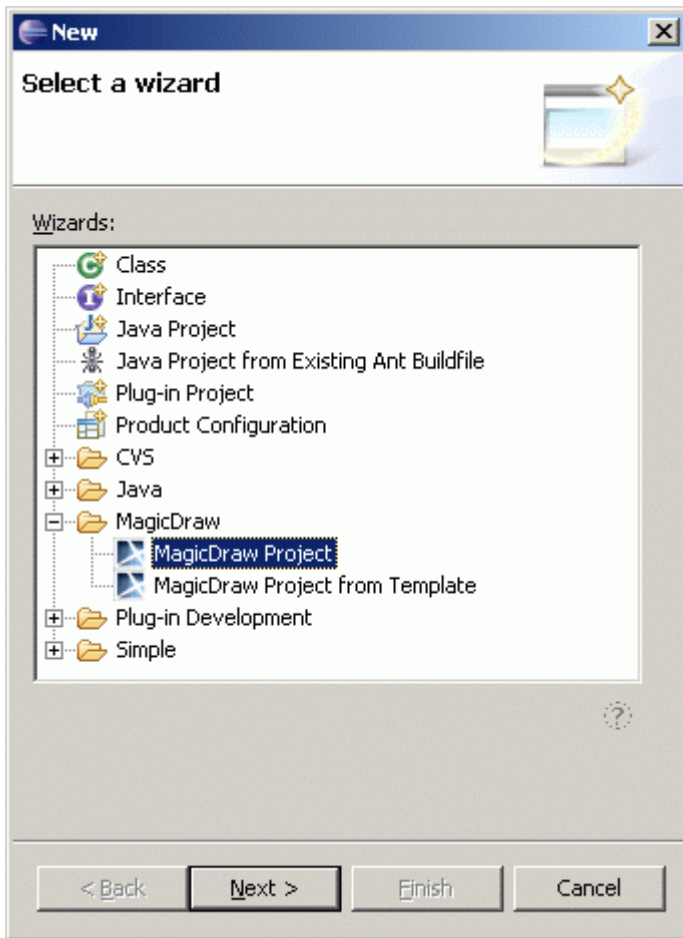 New
Select a wizard
Wizards:
Class
Interface
Java Project
Java Project from Existing Ant Buildfile
Plug-in Project
Product Configuration
CVS
Java
MagicDraw
MagicDraw Project
MagicDraw Project from Template
Plug-in Development
Simple
?
< Back Next > Finish Cancel